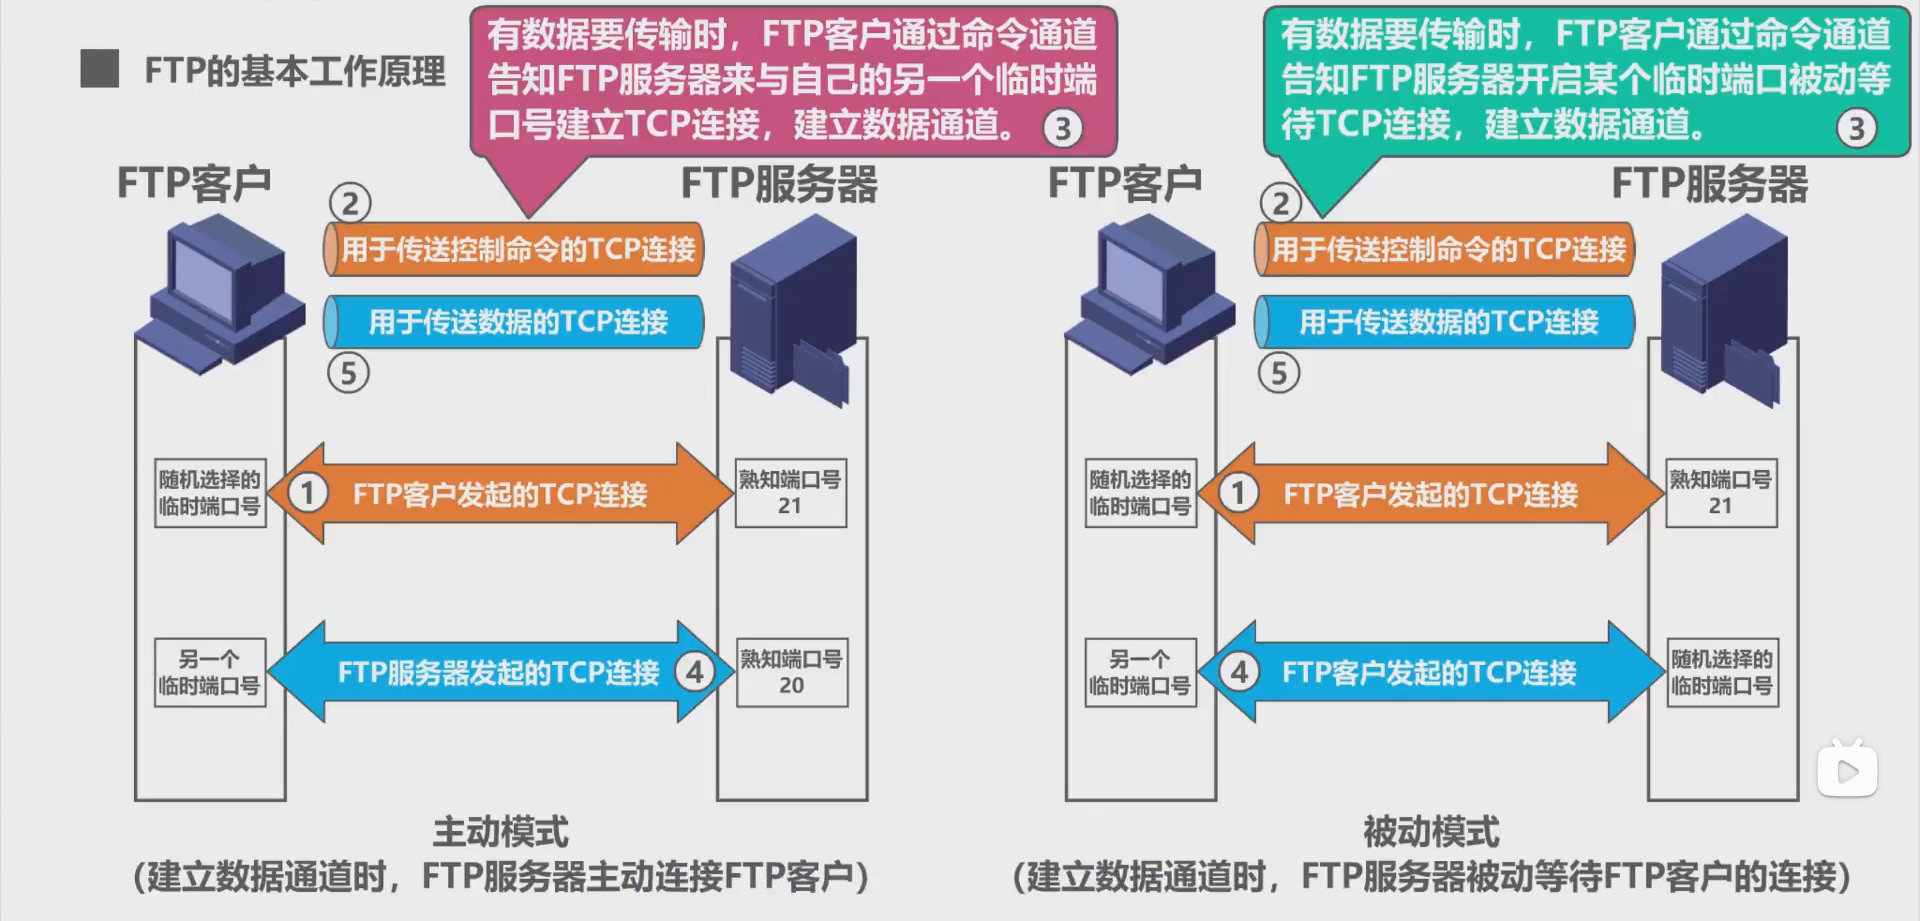 FTP的基本工作原理
有数据要传输时，FTP客户通过命令通道
告知FTP服务器来与自己的另一个临时端
口号建立TCP连接，建立数据通道。 ③
FTP客户
FTP服务器
②
用于传送控制命令的TCP连接
用于传送数据的TCP连接
⑤
随机选择的
临时端口号
① FTP客户发起的TCP连接
熟知端口号
21
另一个
临时端口号
FTP服务器发起的TCP连接 ④
熟知端口号
20
主动模式
（建立数据通道时，FTP服务器主动连接FTP客户）
有数据要传输时，FTP客户通过命令通道
告知FTP服务器开启某个临时端口被动等
待TCP连接，建立数据通道。 ③
FTP客户
FTP服务器
②
用于传送控制命令的TCP连接
用于传送数据的TCP连接
⑤
随机选择的
临时端口号
① FTP客户发起的TCP连接
熟知端口号
21
另一个
临时端口号
④ FTP客户发起的TCP连接
随机选择的
临时端口号
被动模式
（建立数据通道时，FTP服务器被动等待FTP客户的连接）